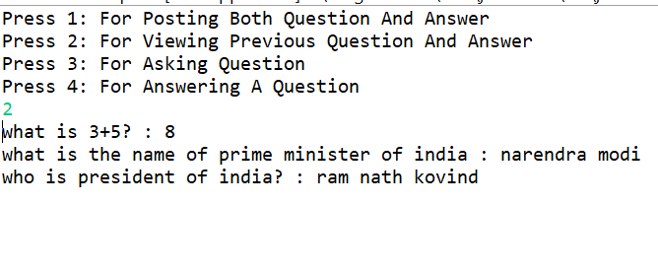 Press 1: For Posting Both Question And Answer
Press 2: For Viewing Previous Question And Answer
Press 3: For Asking Question
Press 4: For Answering A Question
2
what is 3+5? : 8
what is the name of prime minister of india : narendra modi
who is president of india? : ram nath kovind